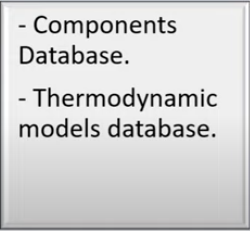 - Components
Database.
- Thermodynamic
models database.